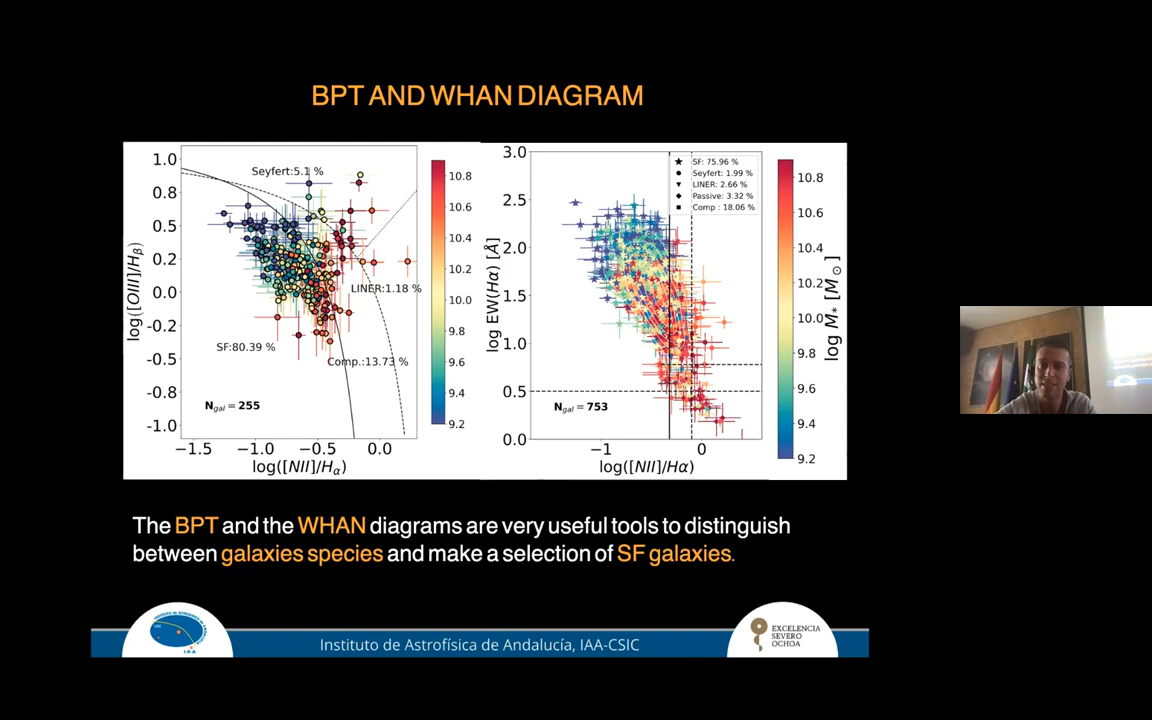 BPT AND WHAN DIAGRAM
log([OIII]/Hβ)
1.0
0.8
0.5
0.2
0.0
-0.2
-0.5
-0.8
-1.0
Seyfert:5.1 %
LINER:1.18 %
SF:80.39 %
Comp.:13.73 %
Ngal = 255
−1.5 −1.0 −0.5 0.0
log([NII]/Hα)
10.8
10.6
10.4
10.2
10.0
9.8
9.6
9.4
9.2
log EW(Hα) [Å]
3.0
2.5
2.0
1.5
1.0
0.5
0.0
SF: 75.96 %
Seyfert: 1.99 %
LINER: 2.66 %
Passive: 3.32 %
Comp : 18.06 %
Ngal = 753
−1 0
log([NII]/Hα)
10.8
10.6
10.4
10.2
10.0
9.8
9.6
9.4
9.2
log M* [M⊙]
The BPT and the WHAN diagrams are very useful tools to distinguish
between galaxies species and make a selection of SF galaxies.
IAA
Instituto de Astrofísica de Andalucía, IAA-CSIC
EXCELENCIA
SEVERO
OCHOA